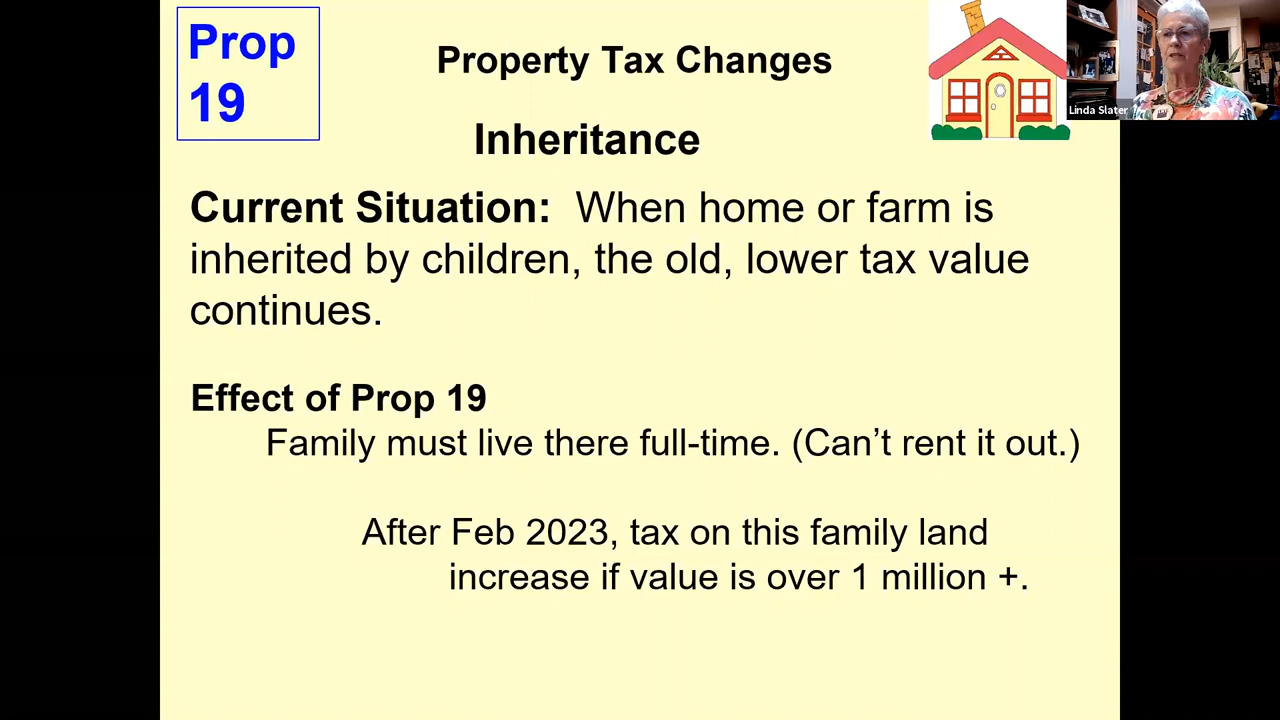 Prop
19
Property Tax Changes
Linda Slater
Inheritance
Current Situation: When home or farm is
inherited by children, the old, lower tax value
continues.
Effect of Prop 19
Family must live there full-time. (Can’t rent it out.)
After Feb 2023, tax on this family land
increase if value is over 1 million +.